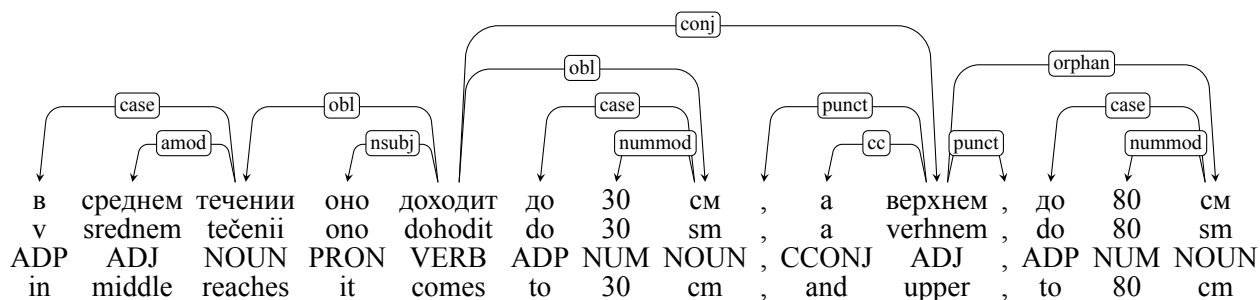 conj
obl orphan
case obl case punct case
amod nsubj nummod cc punct nummod
в среднем течении оно доходит до 30 см , а верхнем , до 80 см
v srednem tečenii ono dohodit do 30 sm , a verhnem , do 80 sm
ADP ADJ NOUN PRON VERB ADP NUM NOUN , CCONJ ADJ , ADP NUM NOUN
in middle reaches it comes to 30 cm , and upper , to 80 cm